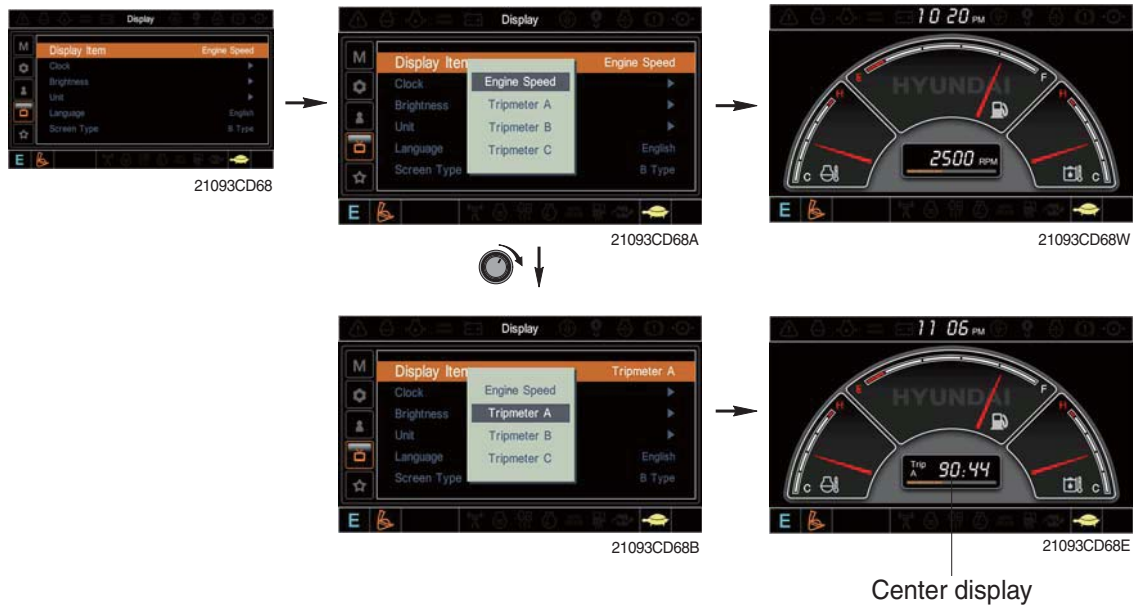 Display
M
Display Item Engine Speed
Clock
Brightness
Unit
Language English
Screen Type B Type
E
21093CD68
Display
M
Display Item Engine Speed
Clock
Brightness
Unit
Language English
Screen Type B Type
Engine Speed
Tripmeter A
Tripmeter B
Tripmeter C
E
21093CD68A
10 20 PM
E F
HYUNDAI
H H
2500 RPM
C C
E
21093CD68W
Display
M
Display Item Tripmeter A
Clock
Brightness
Unit
Language English
Screen Type B Type
Engine Speed
Tripmeter A
Tripmeter B
Tripmeter C
E
21093CD68B
11 06 PM
E F
HYUNDAI
H H
Trip A 90:44
C C
E
21093CD68E
Center display